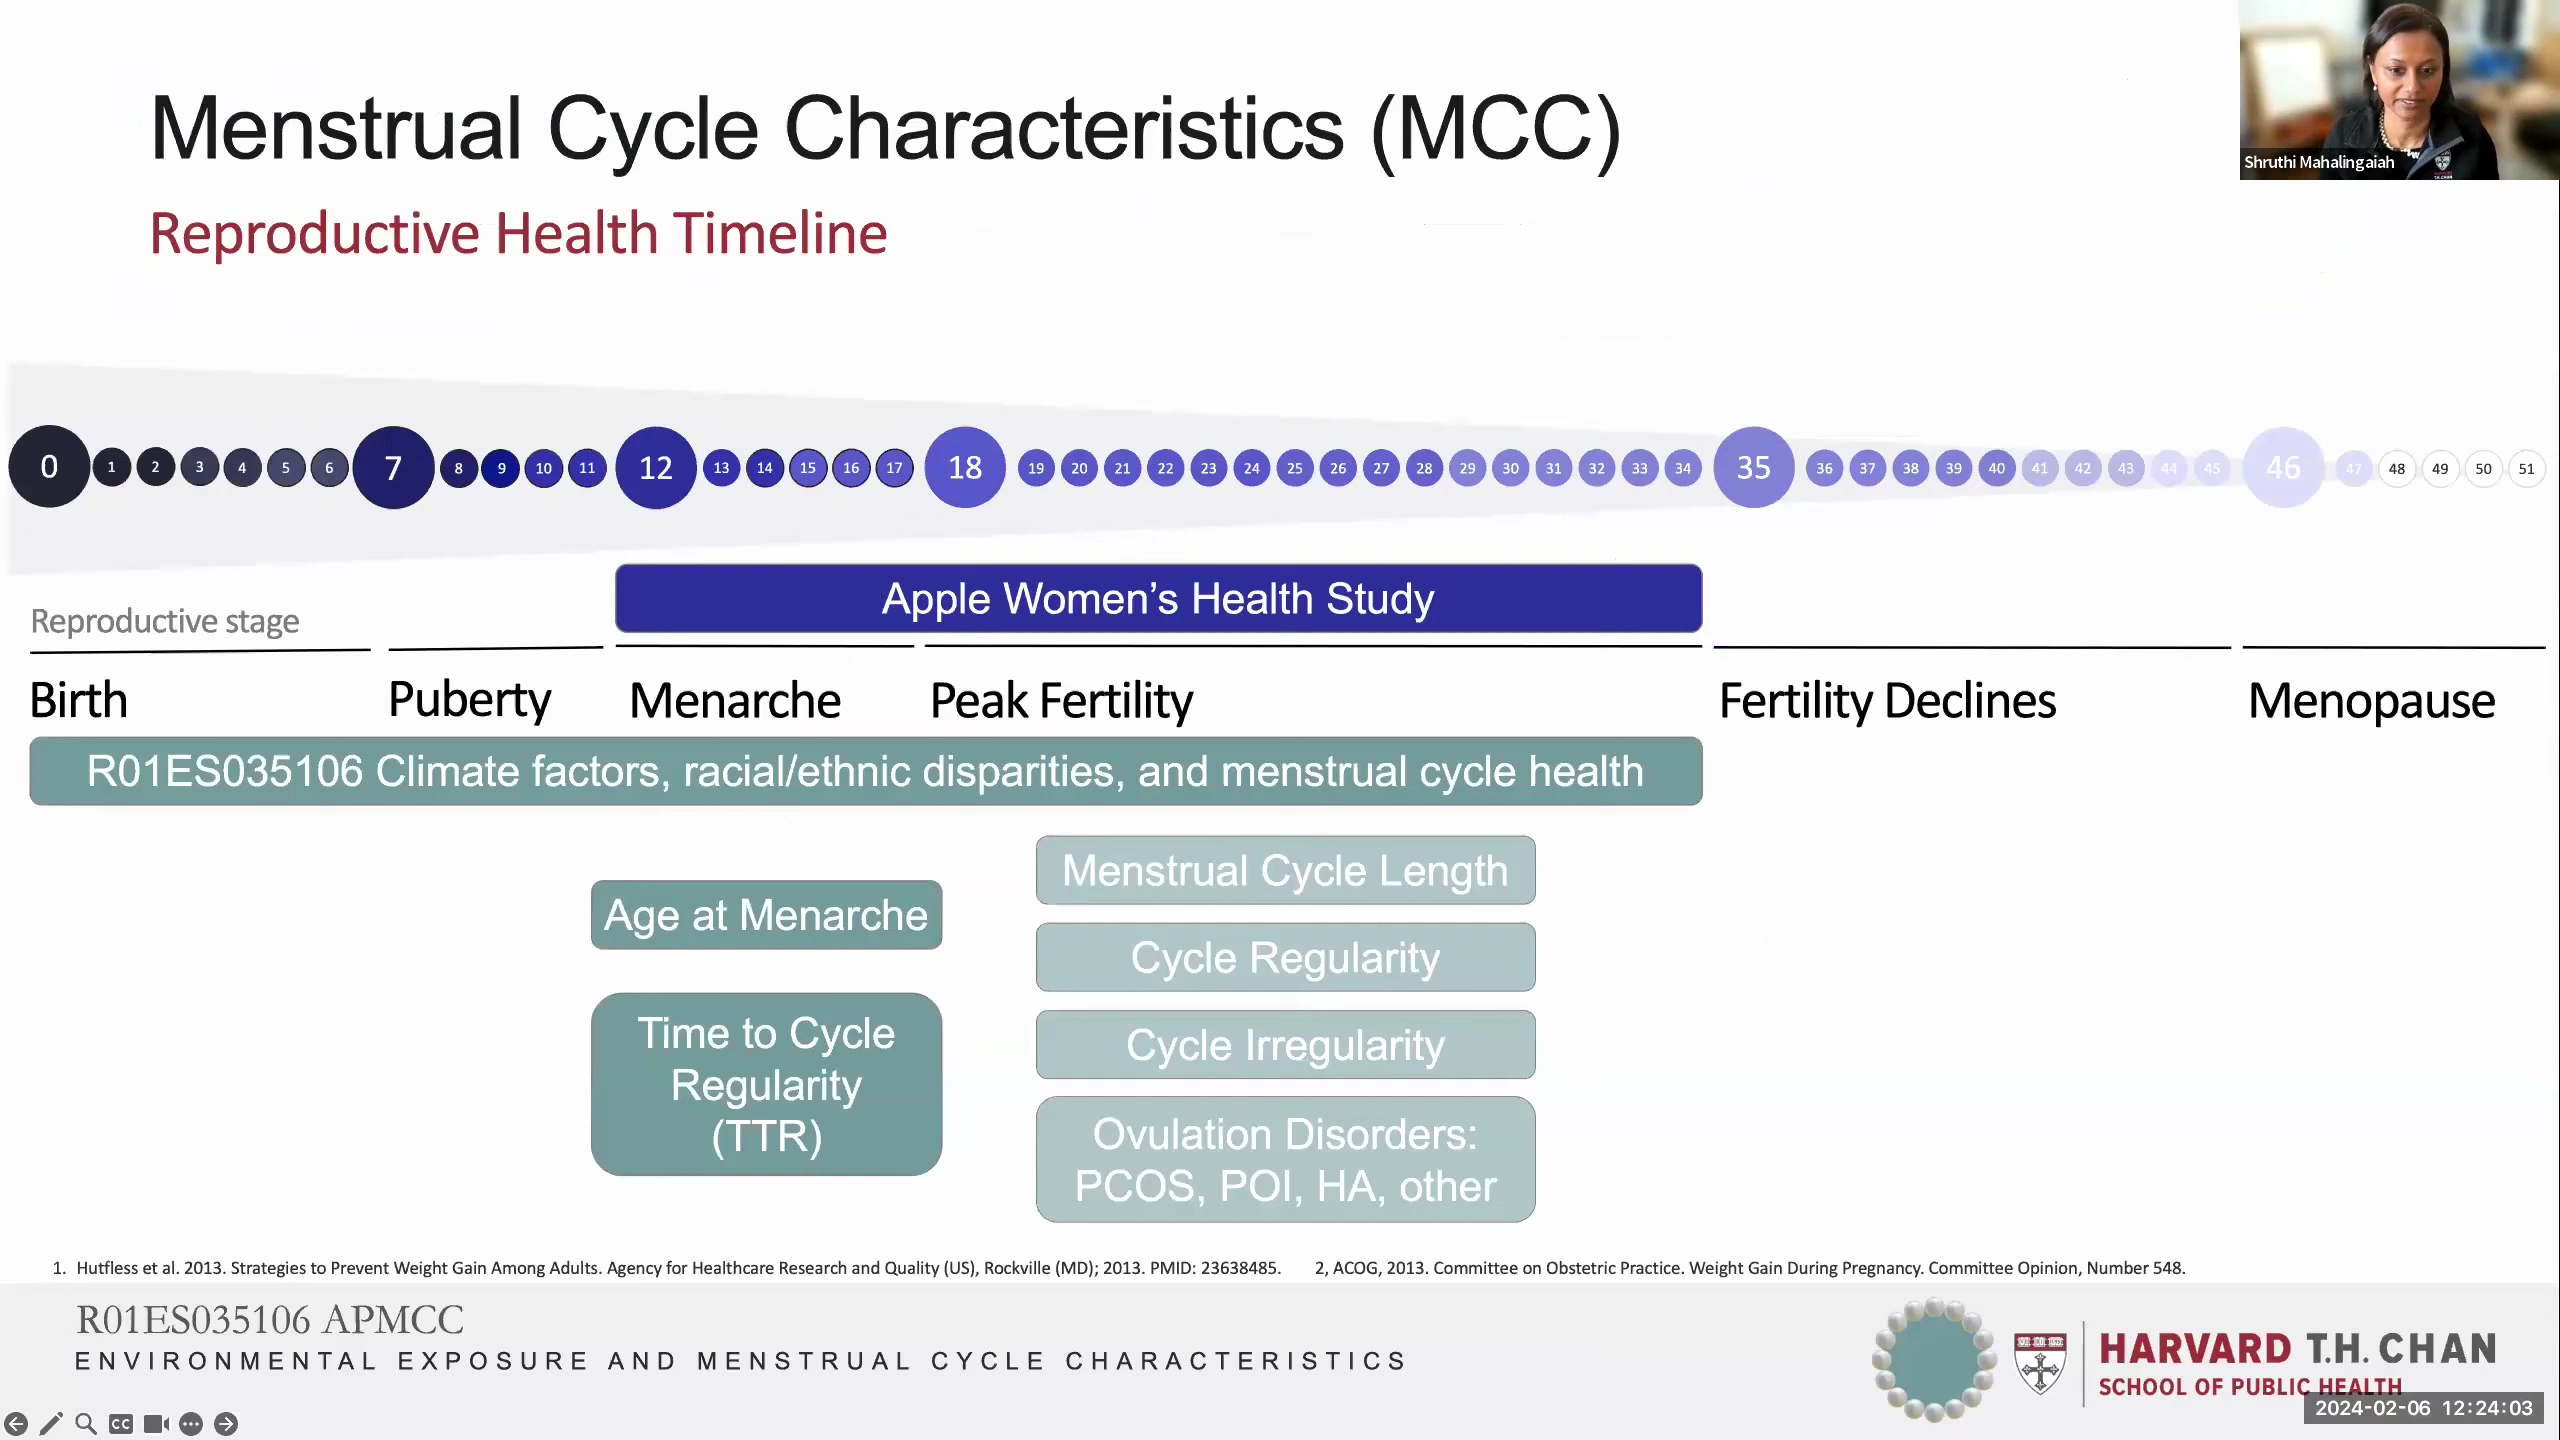 Menstrual Cycle Characteristics (MCC)
Shruthi Mahalingaiah
Reproductive Health Timeline
0 1 2 3 4 5 6 7 8 9 10 11 12 13 14 15 16 17 18 19 20 21 22 23 24 25 26 27 28 29 30 31 32 33 34 35 36 37 38 39 40 41 42 43 44 45 46 47 48 49 50 51
Apple Women's Health Study
Reproductive stage
Birth Puberty Menarche Peak Fertility Fertility Declines Menopause
R01ES035106 Climate factors, racial/ethnic disparities, and menstrual cycle health
Age at Menarche
Time to Cycle
Regularity
(TTR)
Menstrual Cycle Length
Cycle Regularity
Cycle Irregularity
Ovulation Disorders:
PCOS, POI, HA, other
1. Hutfless et al. 2013. Strategies to Prevent Weight Gain Among Adults. Agency for Healthcare Research and Quality (US), Rockville (MD); 2013. PMID: 23638485. 2, ACOG, 2013. Committee on Obstetric Practice. Weight Gain During Pregnancy. Committee Opinion, Number 548.
R01ES035106 APMCC
ENVIRONMENTAL EXPOSURE AND MENSTRUAL CYCLE CHARACTERISTICS
HARVARD T.H. CHAN
SCHOOL OF PUBLIC HEALTH
CC
2024-02-06 12:24:03